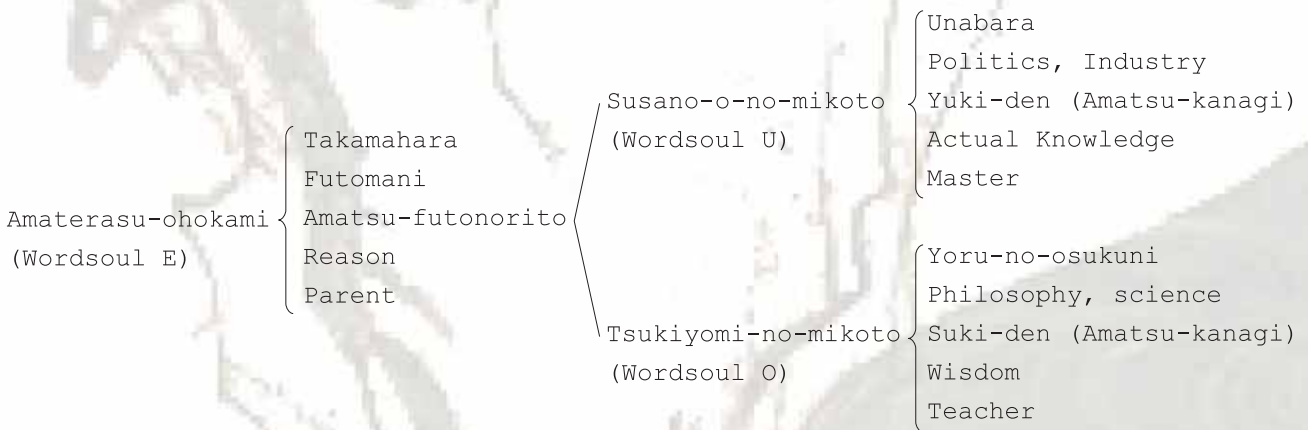 Amaterasu-ohokami
(Wordsoul E)
Takamahara
Futomani
Amatsu-futonorito
Reason
Parent
Susano-o-no-mikoto
(Wordsoul U)
Unabara
Politics, Industry
Yuki-den (Amatsu-kanagi)
Actual Knowledge
Master
Tsukiyomi-no-mikoto
(Wordsoul O)
Yoru-no-osukuni
Philosophy, science
Suki-den (Amatsu-kanagi)
Wisdom
Teacher